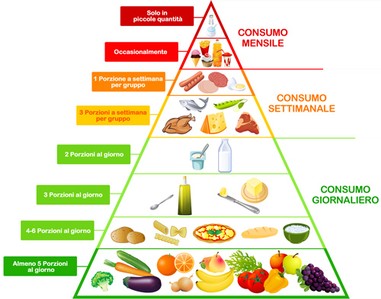 Solo in
piccole quantità
CONSUMO
MENSILE
Occasionalmente
1 Porzione a settimana
per gruppo
CONSUMO
SETTIMANALE
3 Porzioni a settimana
per gruppo
2 Porzioni al giorno
3 Porzioni al giorno
CONSUMO
GIORNALIERO
4-6 Porzioni al giorno
Almeno 5 Porzioni
al giorno